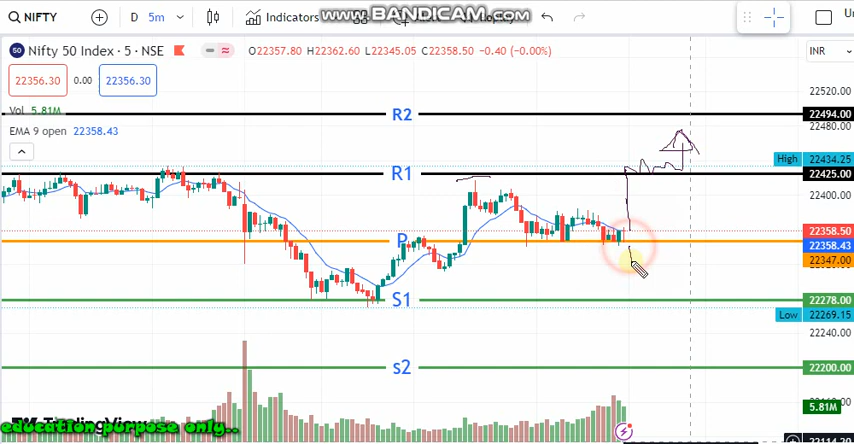 NIFTY
D 5m
Indicators
www.BANDICAM.com
Nifty 50 Index · 5 · NSE
O22357.80 H22362.60 L22345.05 C22358.50 -0.40 (-0.00%)
INR
22356.30 0.00 22356.30
Vol 5.81M
EMA 9 open 22358.43
22520.00
R2
22494.00
22480.00
High 22434.25
R1
22425.00
22400.00
22358.50
P
22358.43
22347.00
S1
22278.00
Low 22269.15
22240.00
s2
22200.00
5.81M
TradingView
education purpose only..